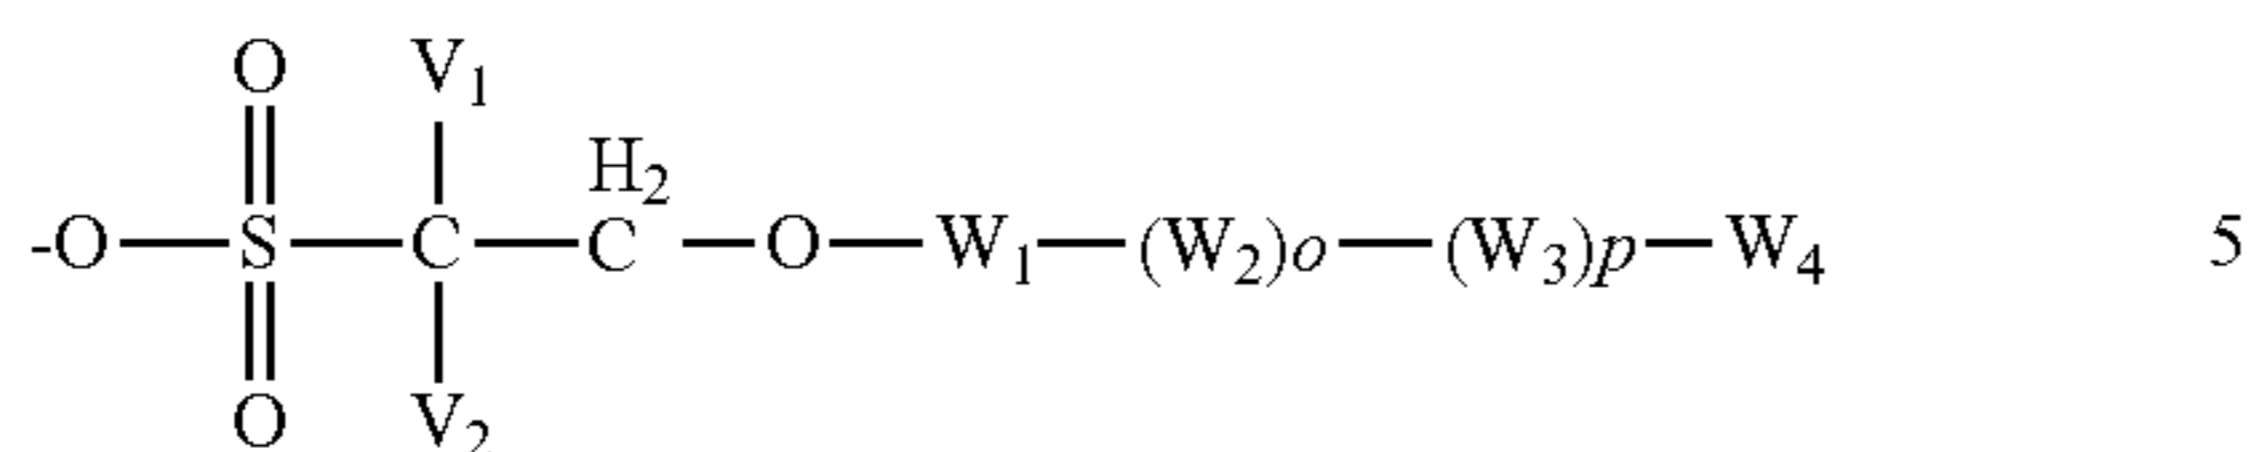 O V₁
H₂
-O S C C O W₁ (W₂)o (W₃)p W₄ 5
O V₂